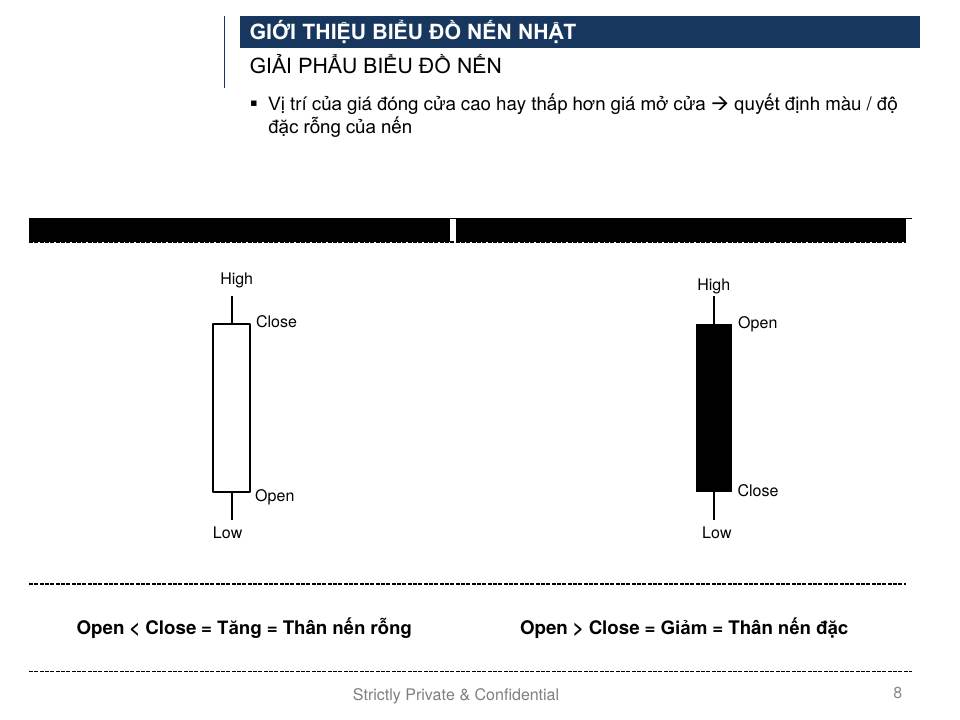 GIỚI THIỆU BIỂU ĐỒ NẾN NHẬT
GIẢI PHẪU BIỂU ĐỒ NẾN
▪ Vị trí của giá đóng cửa cao hay thấp hơn giá mở cửa → quyết định màu / độ
đặc rỗng của nến
High
High
Close
Open
Open
Close
Low
Low
Open < Close = Tăng = Thân nến rỗng
Open > Close = Giảm = Thân nến đặc
Strictly Private & Confidential
8